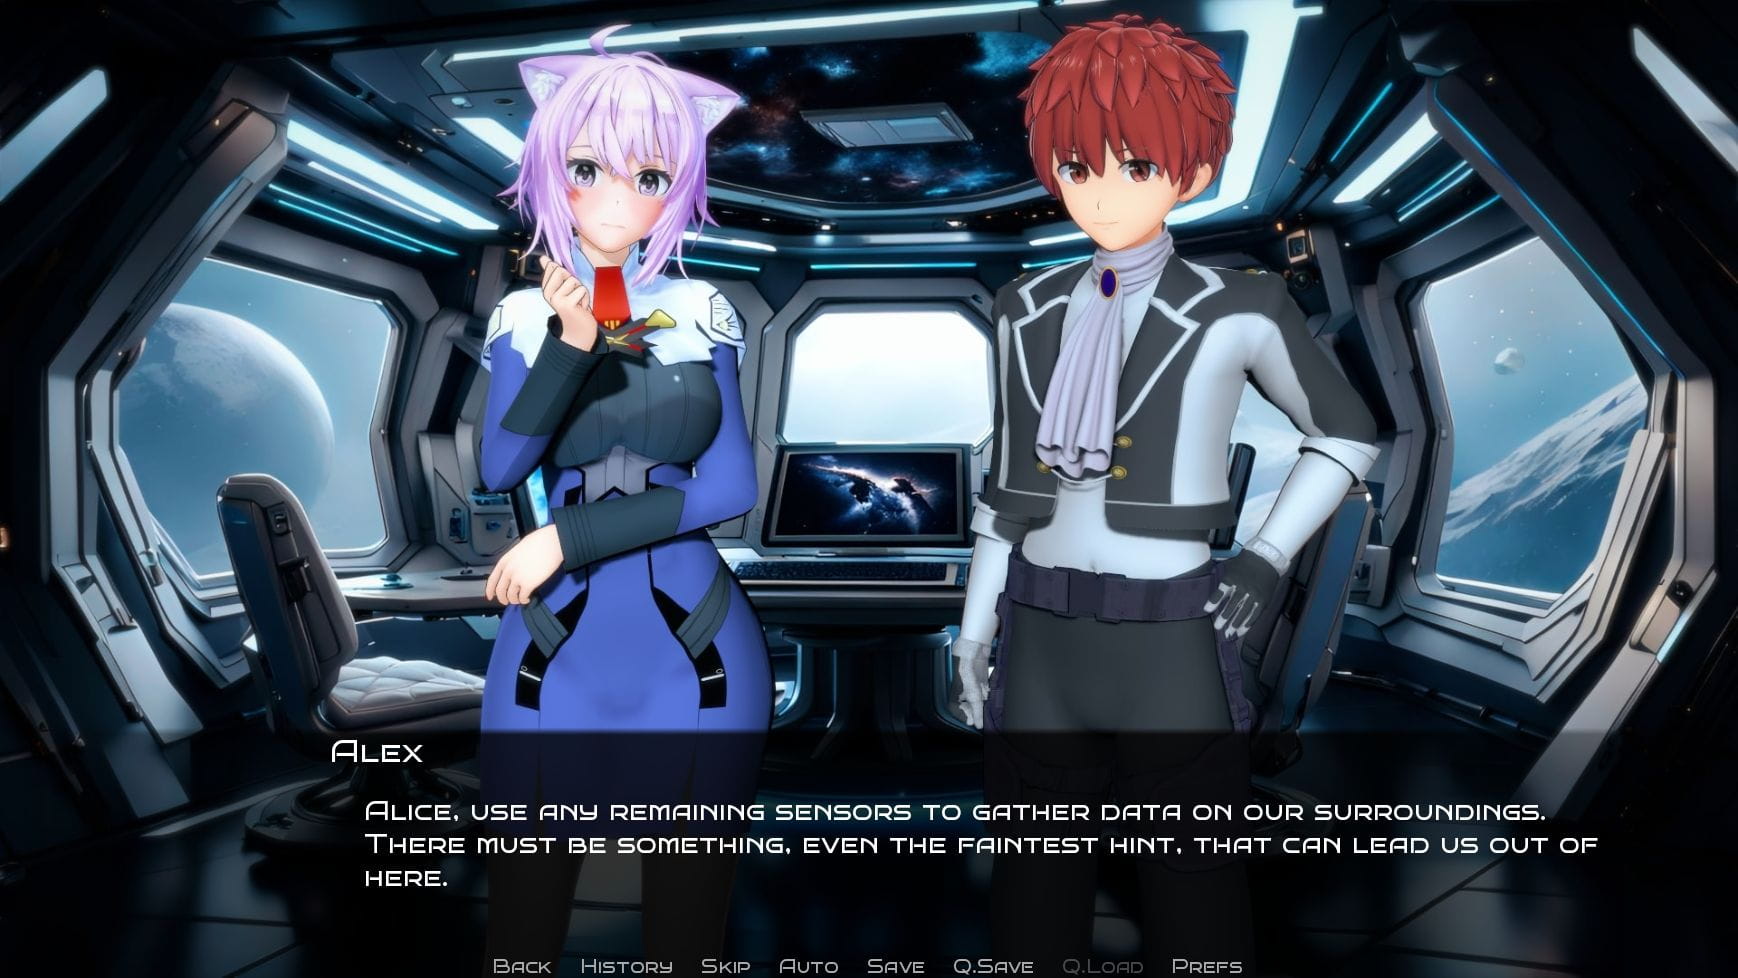 Alex
Alice, use any remaining sensors to gather data on our surroundings.
There must be something, even the faintest hint, that can lead us out of
here.
Back History Skip Auto Save Q.Save Q.Load Prefs